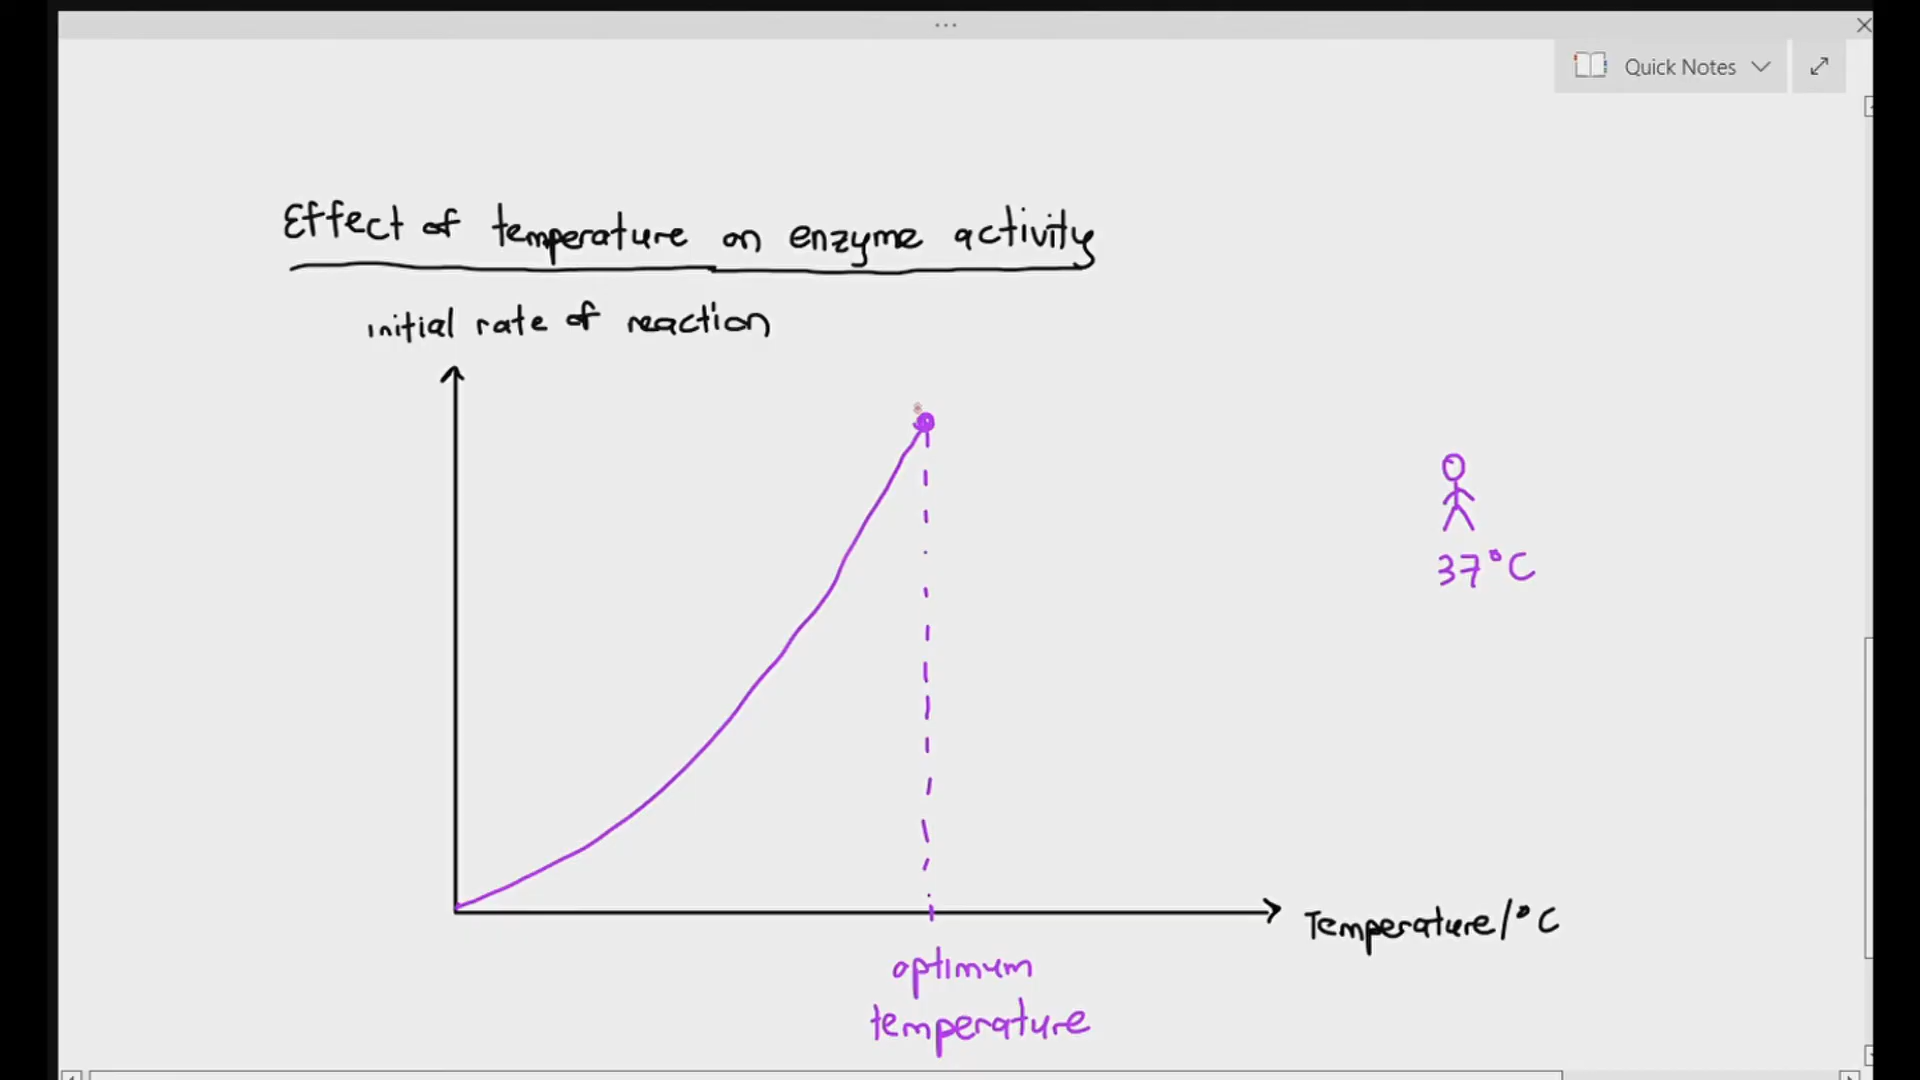 Quick Notes
Effect of temperature on enzyme activity
initial rate of reaction
37°C
Temperature/°C
optimum
temperature